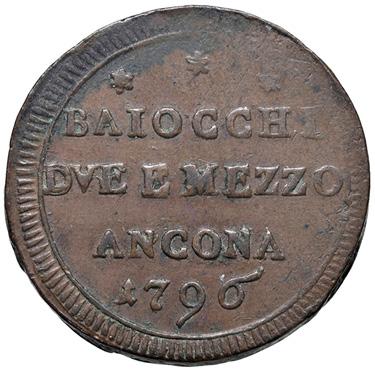 BAIOCCHI
DVE E MEZZO
ANCONA
1796